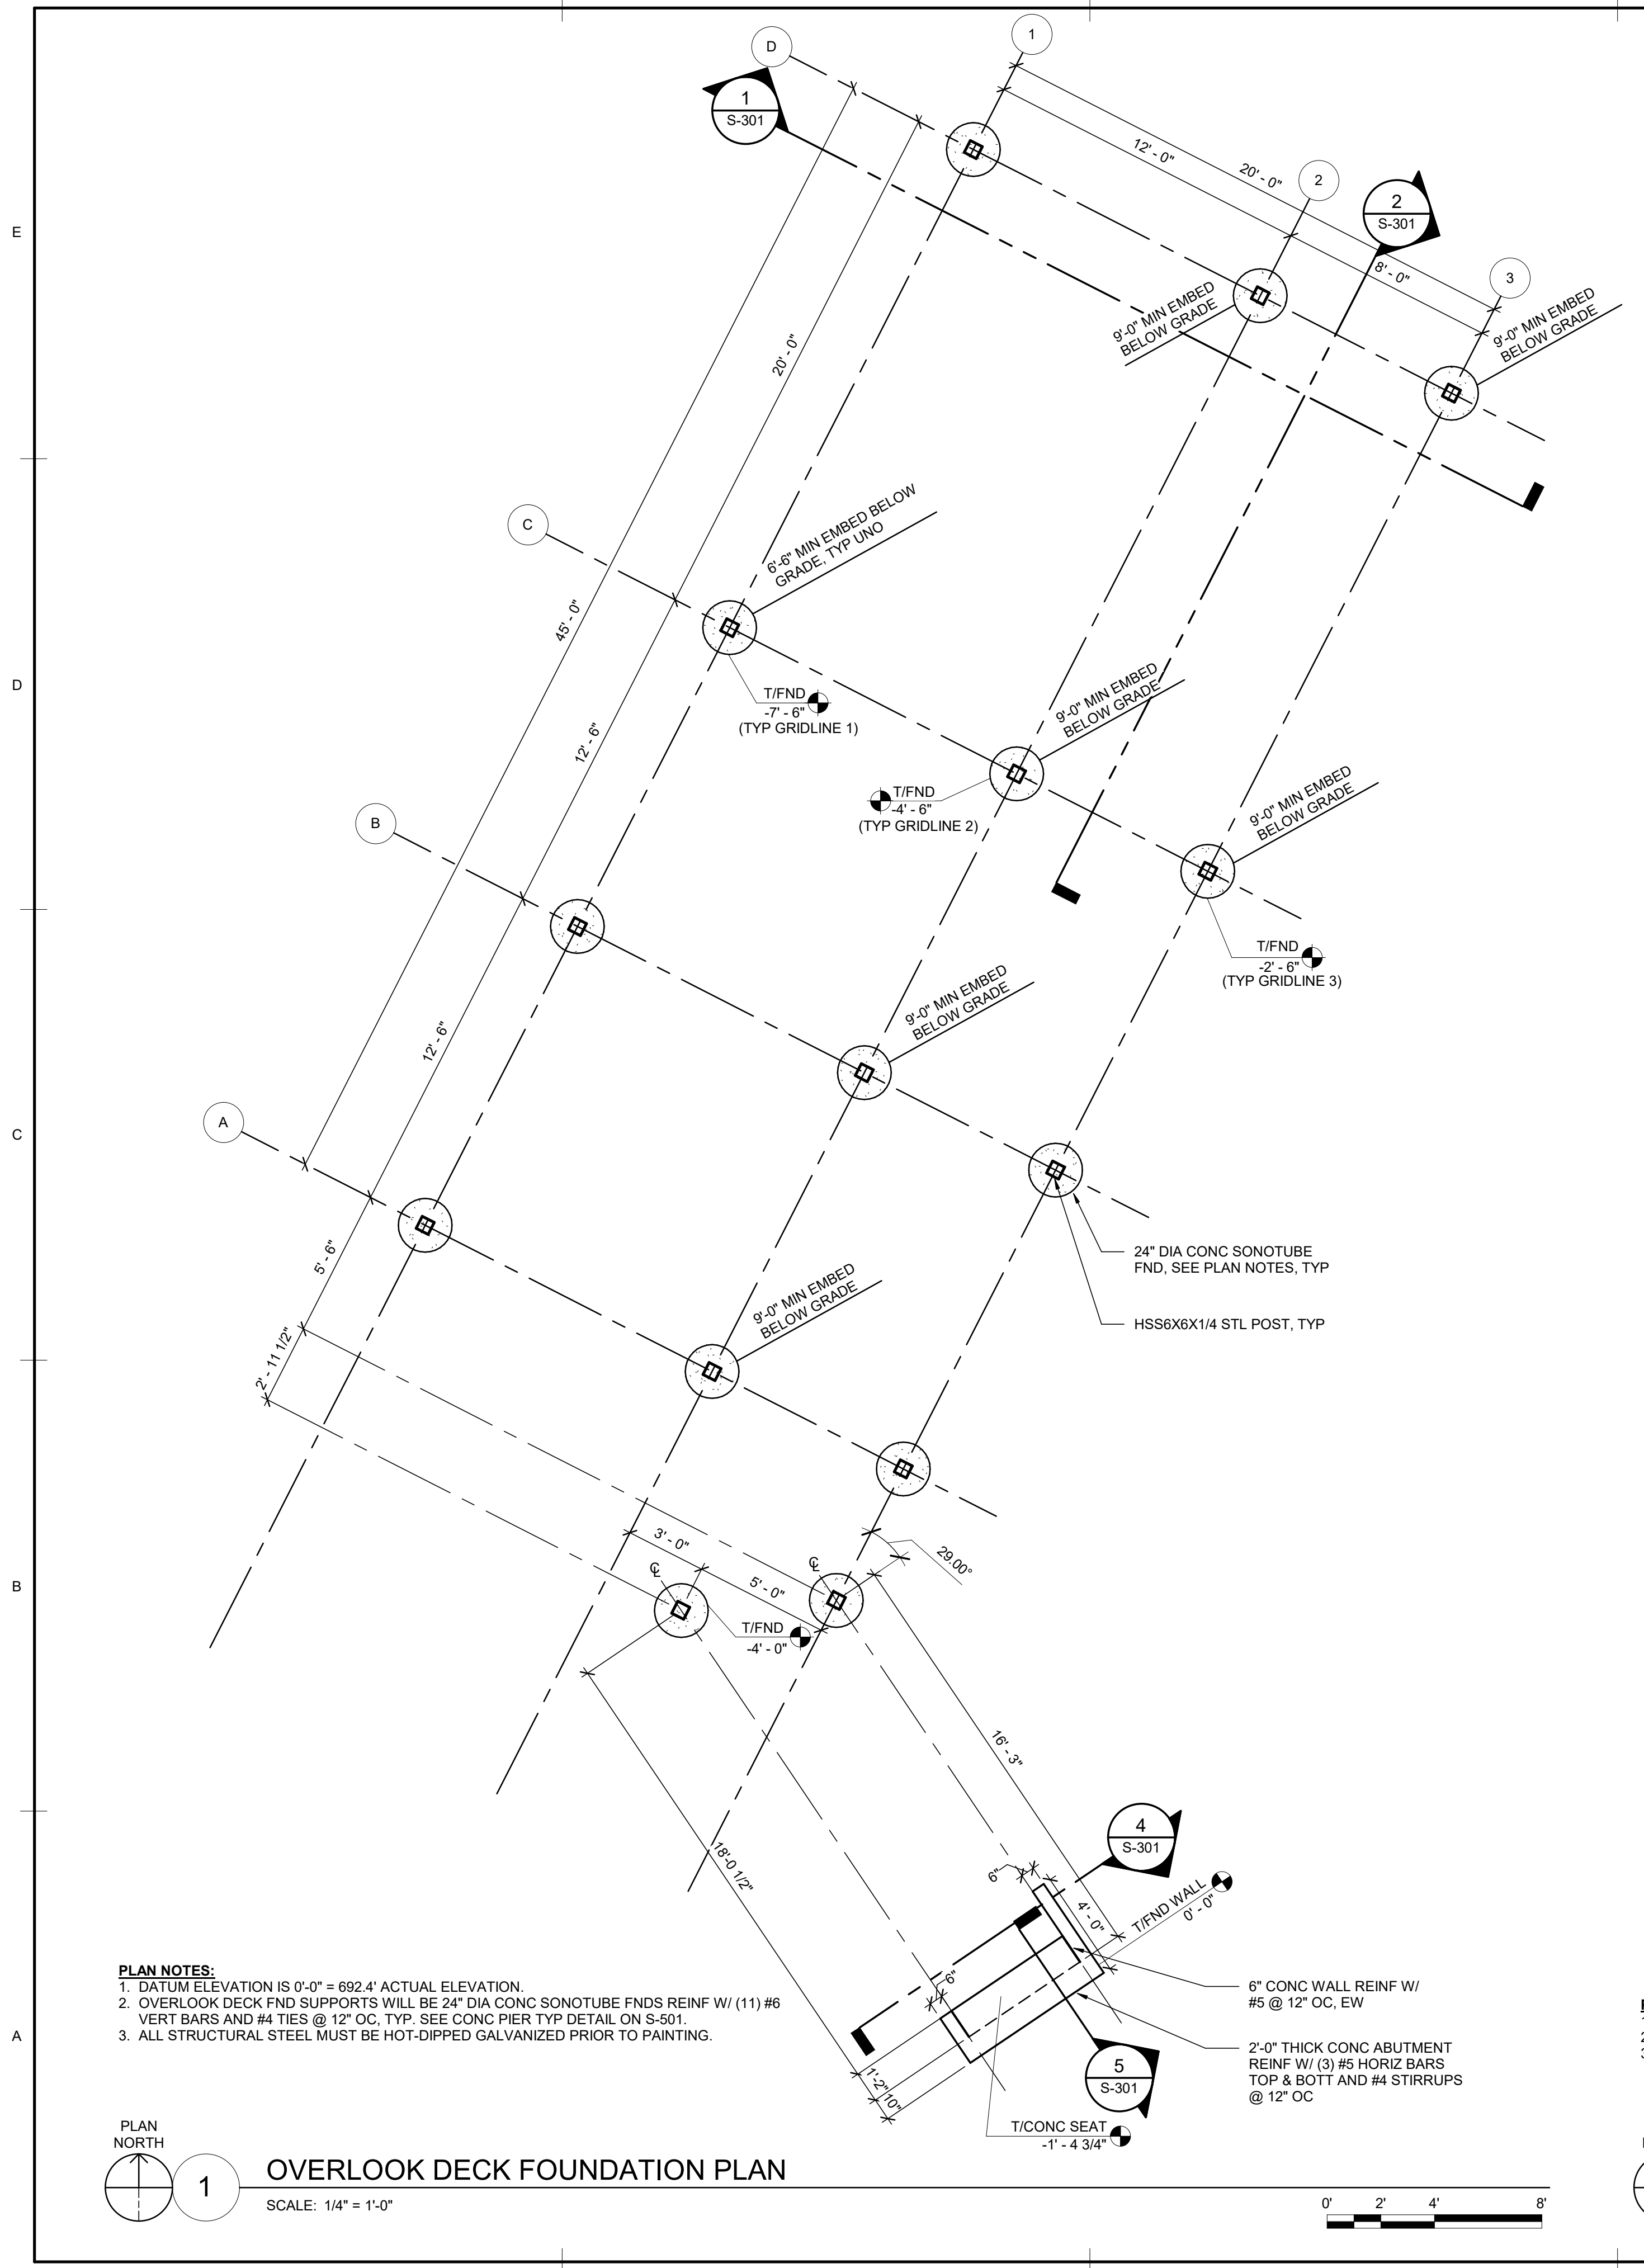 D
1
1
S-301
12' - 0"
20' - 0"
2
2
S-301
E
8' - 0"
3
9'-0" MIN EMBED
BELOW GRADE
9'-0" MIN EMBED
BELOW GRADE
20' - 0"
C
6'-6" MIN EMBED BELOW
GRADE, TYP UNO
45' - 0"
D
T/FND
-7' - 6"
(TYP GRIDLINE 1)
9'-0" MIN EMBED
BELOW GRADE
12' - 6"
T/FND
-4' - 6"
(TYP GRIDLINE 2)
9'-0" MIN EMBED
BELOW GRADE
B
T/FND
-2' - 6"
(TYP GRIDLINE 3)
9'-0" MIN EMBED
BELOW GRADE
12' - 6"
A
C
5' - 6"
24" DIA CONC SONOTUBE
FND, SEE PLAN NOTES, TYP
9'-0" MIN EMBED
BELOW GRADE
HSS6X6X1/4 STL POST, TYP
2' - 11 1/2"
3' - 0"
29.00°
B
5' - 0"
T/FND
-4' - 0"
16' - 3"
18'-0 1/2"
4
S-301
6"
4' - 0"
T/FND WALL
0' - 0"
6"
6" CONC WALL REINF W/
#5 @ 12" OC, EW
PLAN NOTES:
1. DATUM ELEVATION IS 0'-0" = 692.4' ACTUAL ELEVATION.
2. OVERLOOK DECK FND SUPPORTS WILL BE 24" DIA CONC SONOTUBE FNDS REINF W/ (11) #6
VERT BARS AND #4 TIES @ 12" OC, TYP. SEE CONC PIER TYP DETAIL ON S-501.
3. ALL STRUCTURAL STEEL MUST BE HOT-DIPPED GALVANIZED PRIOR TO PAINTING.
A
2'-0" THICK CONC ABUTMENT
REINF W/ (3) #5 HORIZ BARS
TOP & BOTT AND #4 STIRRUPS
@ 12" OC
5
S-301
1'-2"
10"
T/CONC SEAT
-1' - 4 3/4"
PLAN
NORTH
1
OVERLOOK DECK FOUNDATION PLAN
SCALE: 1/4" = 1'-0"
0' 2' 4' 8'